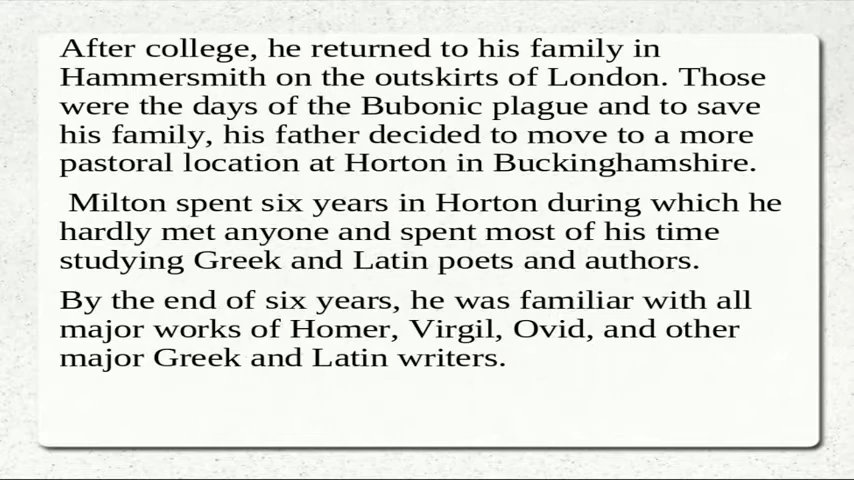 After college, he returned to his family in
Hammersmith on the outskirts of London. Those
were the days of the Bubonic plague and to save
his family, his father decided to move to a more
pastoral location at Horton in Buckinghamshire.
Milton spent six years in Horton during which he
hardly met anyone and spent most of his time
studying Greek and Latin poets and authors.
By the end of six years, he was familiar with all
major works of Homer, Virgil, Ovid, and other
major Greek and Latin writers.